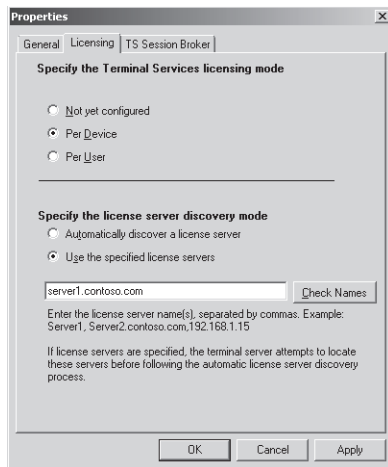 Properties
General Licensing TS Session Broker
Specify the Terminal Services licensing mode
Not yet configured
Per Device
Per User
Specify the license server discovery mode
Automatically discover a license server
Use the specified license servers
server1.contoso.com Check Names
Enter the license server name(s), separated by commas. Example:
Server1, Server2.contoso.com,192.168.1.15
If license servers are specified, the terminal server attempts to locate
these servers before following the automatic license server discovery
process.
OK Cancel Apply